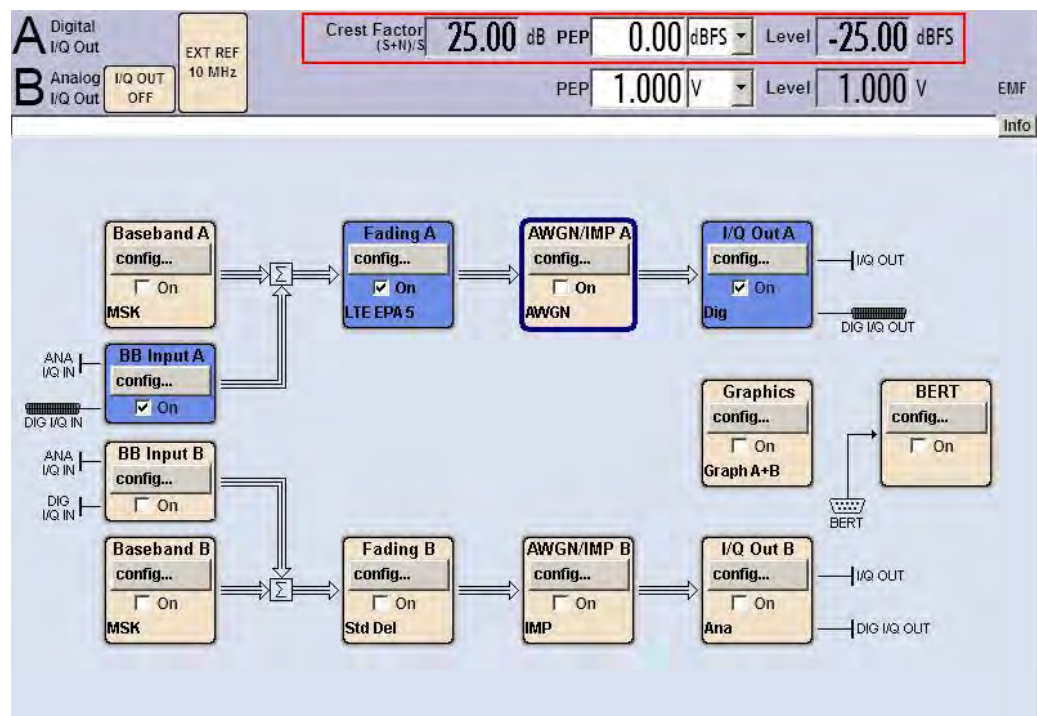 A Digital I/Q Out
EXT REF 10 MHz
Crest Factor (S+N)/S 25.00 dB PEP 0.00 dBFS Level -25.00 dBFS
B Analog I/Q Out
I/Q OUT OFF
PEP 1.000 V Level 1.000 V EMF
Info
Baseband A
config...
On
MSK
Fading A
config...
On
LTE EPA 5
AWGN/IMP A
config...
On
AWGN
I/Q Out A
config...
On
Dig
I/Q OUT
DIG I/Q OUT
ANA I/Q IN
DIG I/Q IN
BB Input A
config...
On
Graphics
config...
On
Graph A+B
BERT
config...
On
BERT
ANA I/Q IN
DIG I/Q IN
BB Input B
config...
On
Σ
Σ
Baseband B
config...
On
MSK
Fading B
config...
On
Std Del
AWGN/IMP B
config...
On
IMP
I/Q Out B
config...
On
Ana
I/Q OUT
DIG I/Q OUT